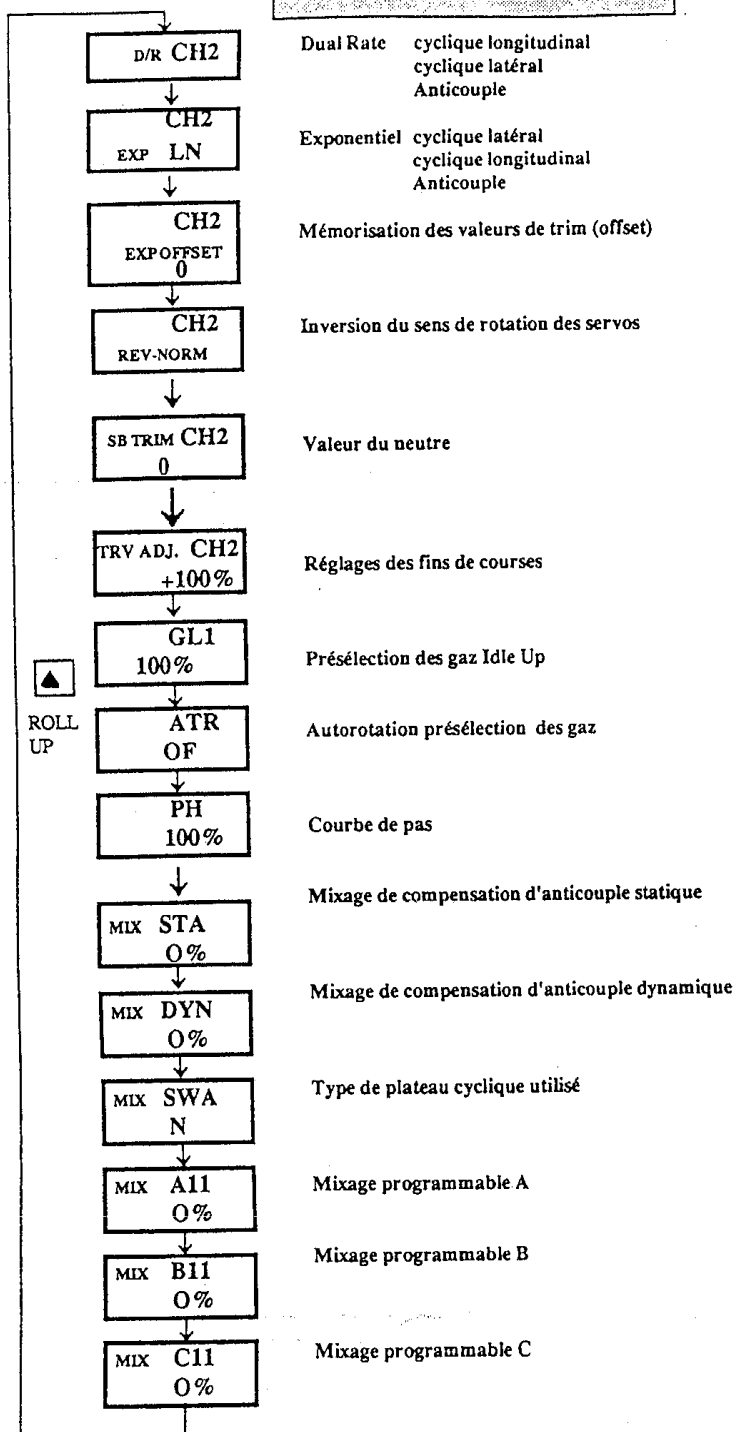 D/R CH2
Dual Rate cyclique longitudinal
cyclique latéral
Anticouple
CH2
EXP LN
Exponentiel cyclique latéral
cyclique longitudinal
Anticouple
CH2
EXP OFFSET
0
Mémorisation des valeurs de trim (offset)
CH2
REV-NORM
Inversion du sens de rotation des servos
SB TRIM CH2
0
Valeur du neutre
TRV ADJ. CH2
+100%
Réglages des fins de courses
GL1
100%
Présélection des gaz Idle Up
ROLL
UP
ATR
OF
Autorotation présélection des gaz
PH
100%
Courbe de pas
MIX STA
O%
Mixage de compensation d'anticouple statique
MIX DYN
O%
Mixage de compensation d'anticouple dynamique
MIX SWA
N
Type de plateau cyclique utilisé
MIX A11
O%
Mixage programmable A
MIX B11
O%
Mixage programmable B
MIX C11
O%
Mixage programmable C